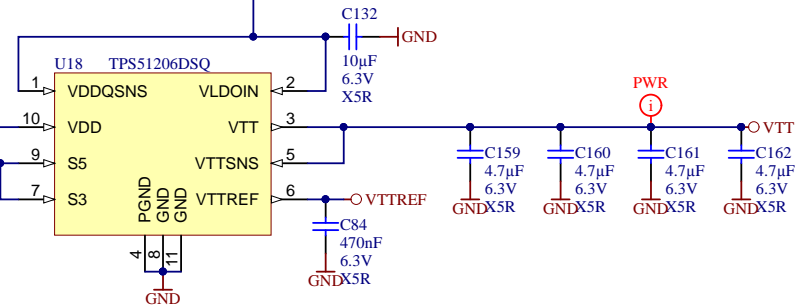 C132
GND
10µF
6.3V
X5R
U18 TPS51206DSQ
1 VDDQSNS VLDOIN 2
PWR
i
10 VDD VTT 3
VTT
9 S5 VTTSNS 5
C159 C160 C161 C162
4.7µF 4.7µF 4.7µF 4.7µF
6.3V 6.3V 6.3V 6.3V
GND X5R GND X5R GND X5R GND X5R
7 S3 VTTREF 6
VTTREF
PGND
GND
GND
C84
470nF
6.3V
GND X5R
4 8 11
GND